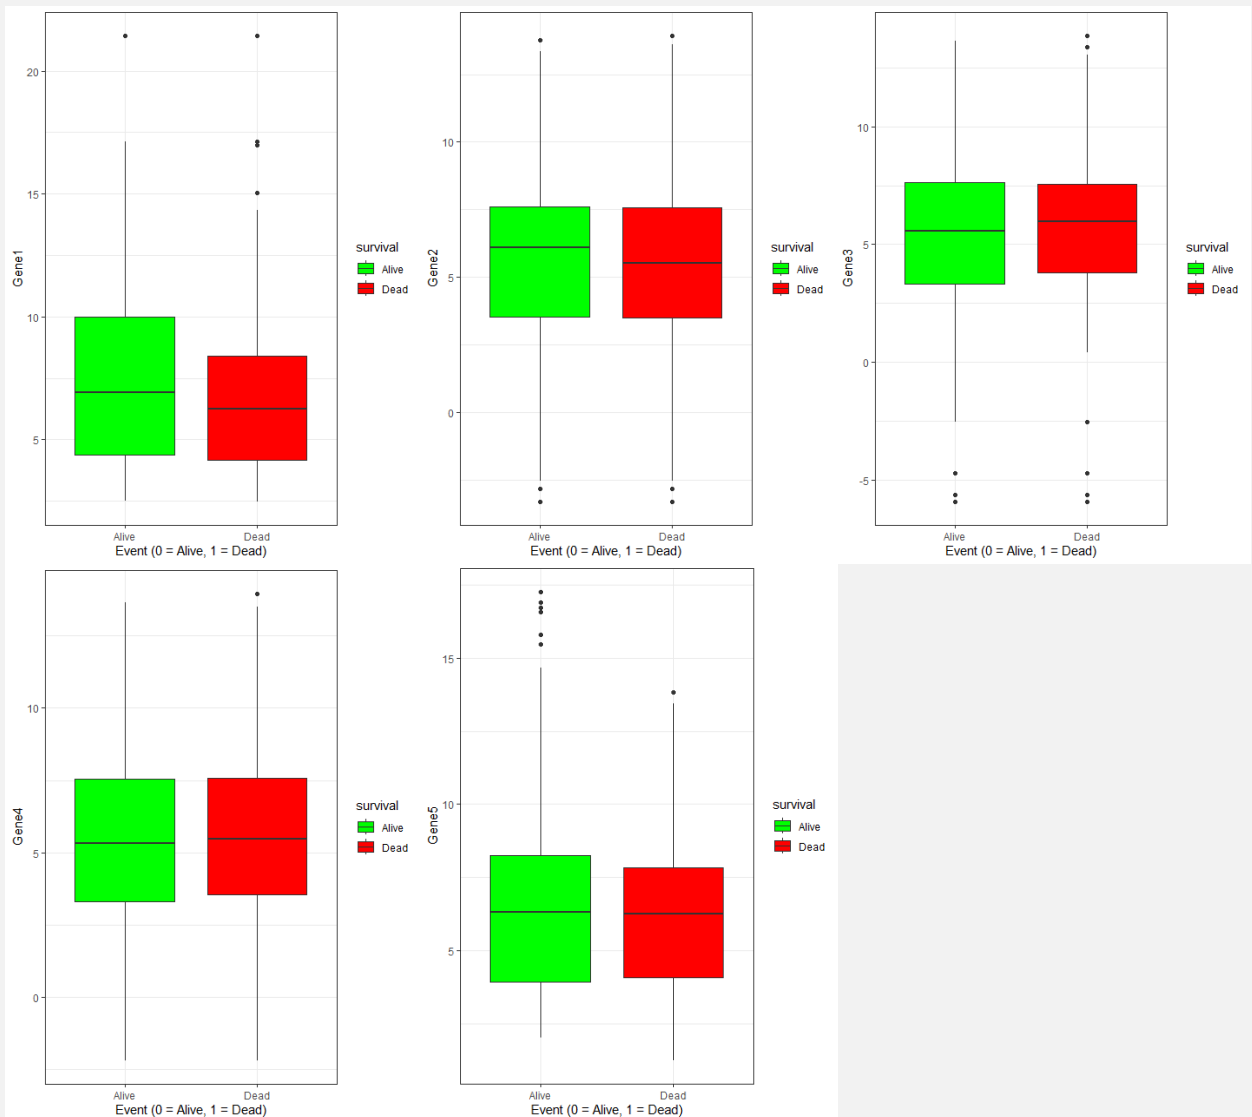 Gene1
20
15
10
5
Alive
Dead
Event (0 = Alive, 1 = Dead)
survival
Alive
Dead
Gene2
10
5
0
Alive
Dead
Event (0 = Alive, 1 = Dead)
survival
Alive
Dead
Gene3
10
5
0
-5
Alive
Dead
Event (0 = Alive, 1 = Dead)
survival
Alive
Dead
Gene4
10
5
0
Alive
Dead
Event (0 = Alive, 1 = Dead)
survival
Alive
Dead
Gene5
15
10
5
Alive
Dead
Event (0 = Alive, 1 = Dead)
survival
Alive
Dead